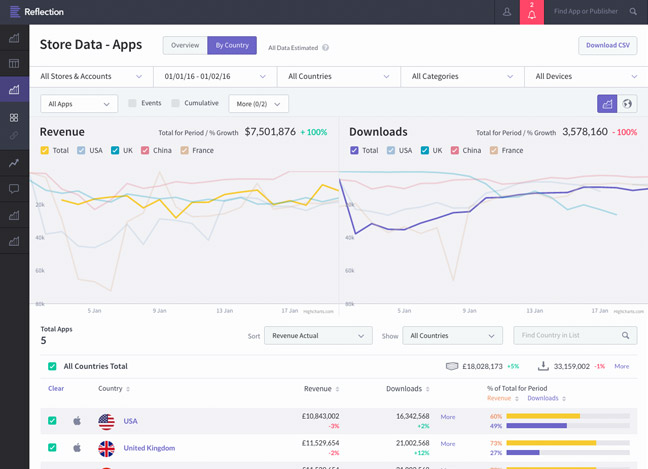 Reflection
2
Find App or Publisher
Store Data - Apps
Overview
By Country
All Data Estimated ?
Download CSV
All Stores & Accounts
01/01/16 - 01/02/16
All Countries
All Categories
All Devices
All Apps
Events
Cumulative
More (0/2)
Revenue
Total for Period / % Growth $7,501,876 +100%
Total USA UK China France
20k
40k
60k
80k
5 Jan 9 Jan 13 Jan 17 Jan
Highcharts.com
Downloads
Total for Period / % Growth 3,578,160 -100%
Total USA UK China France
20k
40k
60k
80k
5 Jan 9 Jan 13 Jan 17 Jan
Highcharts.com
Total Apps
5
Sort Revenue Actual
Show All Countries
Find Country in List
All Countries Total £18,028,173 +5% 33,159,002 -1% More
Clear Country Revenue Downloads % of Total for Period
Revenue Downloads
USA £10,843,002 -3% 16,342,568 +2% More 60% 49%
United Kingdom £11,529,654 -2% 21,002,568 +12% More 73% 27%